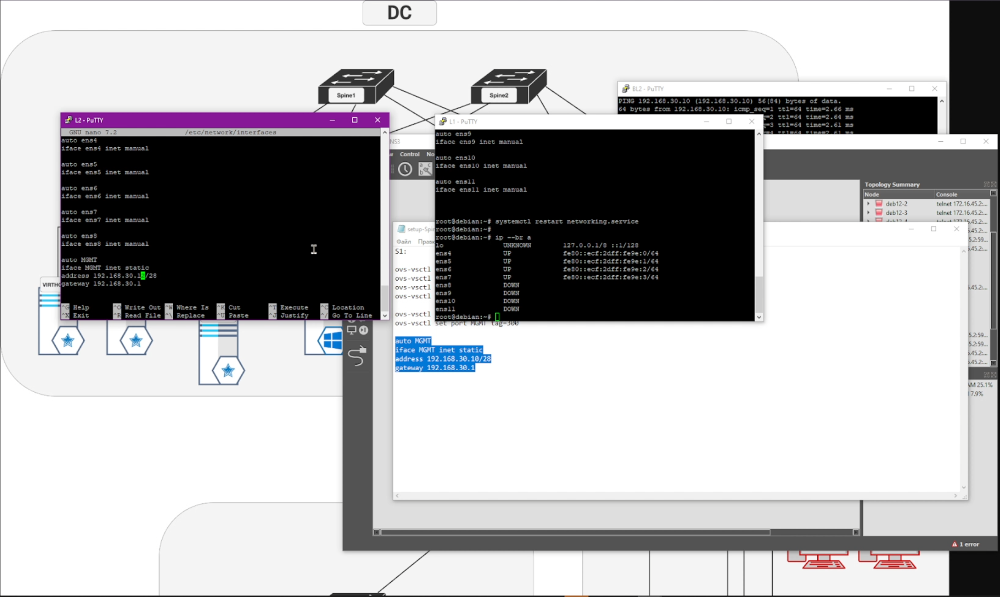 DC
Spine1
Spine2
BL2 - PuTTY
PING 192.168.30.10 (192.168.30.10) 56(84) bytes of data.
64 bytes from 192.168.30.10: icmp_seq=1 ttl=64 time=2.66 ms
q=2 ttl=64 time=2.64 ms
q=3 ttl=64 time=2.61 ms
L2 - PuTTY
GNU nano 7.2 /etc/network/interfaces
auto ens4
iface ens4 inet manual
auto ens5
iface ens5 inet manual
auto ens6
iface ens6 inet manual
auto ens7
iface ens7 inet manual
auto ens8
iface ens8 inet manual
auto MGMT
iface MGMT inet static
address 192.168.30.12/28
gateway 192.168.30.1
^G Help ^O Write Out ^W Where Is ^K Cut ^T Execute ^C Location
^X Exit ^R Read File ^\ Replace ^U Paste ^J Justify ^/ Go To Line
L1 - PuTTY
auto ens9
iface ens9 inet manual
auto ens10
iface ens10 inet manual
auto ens11
iface ens11 inet manual
root@debian:~# systemctl restart networking.service
root@debian:~#
root@debian:~# ip --br a
lo UNKNOWN 127.0.0.1/8 ::1/128
ens4 UP fe80::ecf:2dff:fe9e:0/64
ens5 UP fe80::ecf:2dff:fe9e:1/64
ens6 UP fe80::ecf:2dff:fe9e:2/64
ens7 UP fe80::ecf:2dff:fe9e:3/64
ens8 DOWN
ens9 DOWN
ens10 DOWN
ens11 DOWN
root@debian:~#
NS3
w Control No
Topology Summary
Node Console
deb12-2 telnet 172.16.45.2:...
deb12-3 telnet 172.16.45.2:...
setup-Spi
Файл Правк
S1:
ovs-vsctl
ovs-vsctl
ovs-vsctl
ovs-vsctl
ovs-vsctl
ovs-vsctl set port MGMT tag=300
auto MGMT
iface MGMT inet static
address 192.168.30.10/28
gateway 192.168.30.1
VIRTHO
AM 25.1%
17.9%
1 error